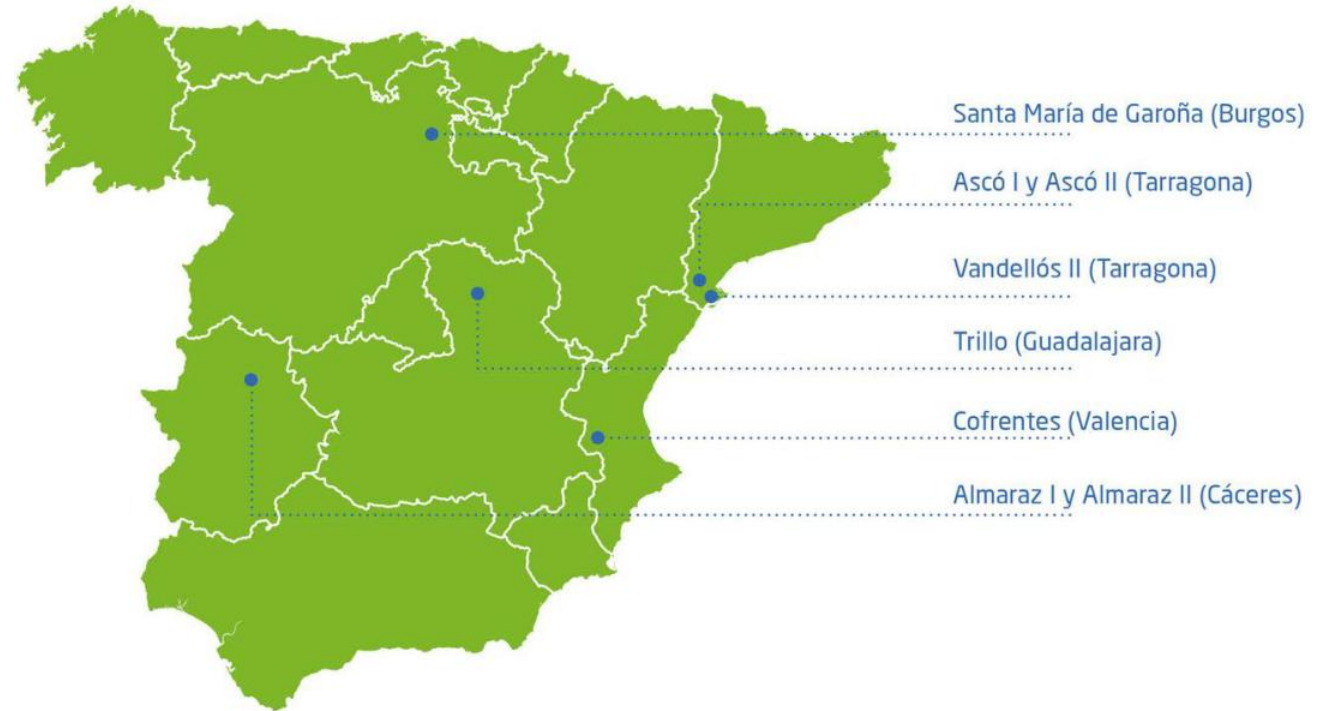 Santa María de Garoña (Burgos)
Ascó I y Ascó II (Tarragona)
Vandellós II (Tarragona)
Trillo (Guadalajara)
Cofrentes (Valencia)
Almaraz I y Almaraz II (Cáceres)